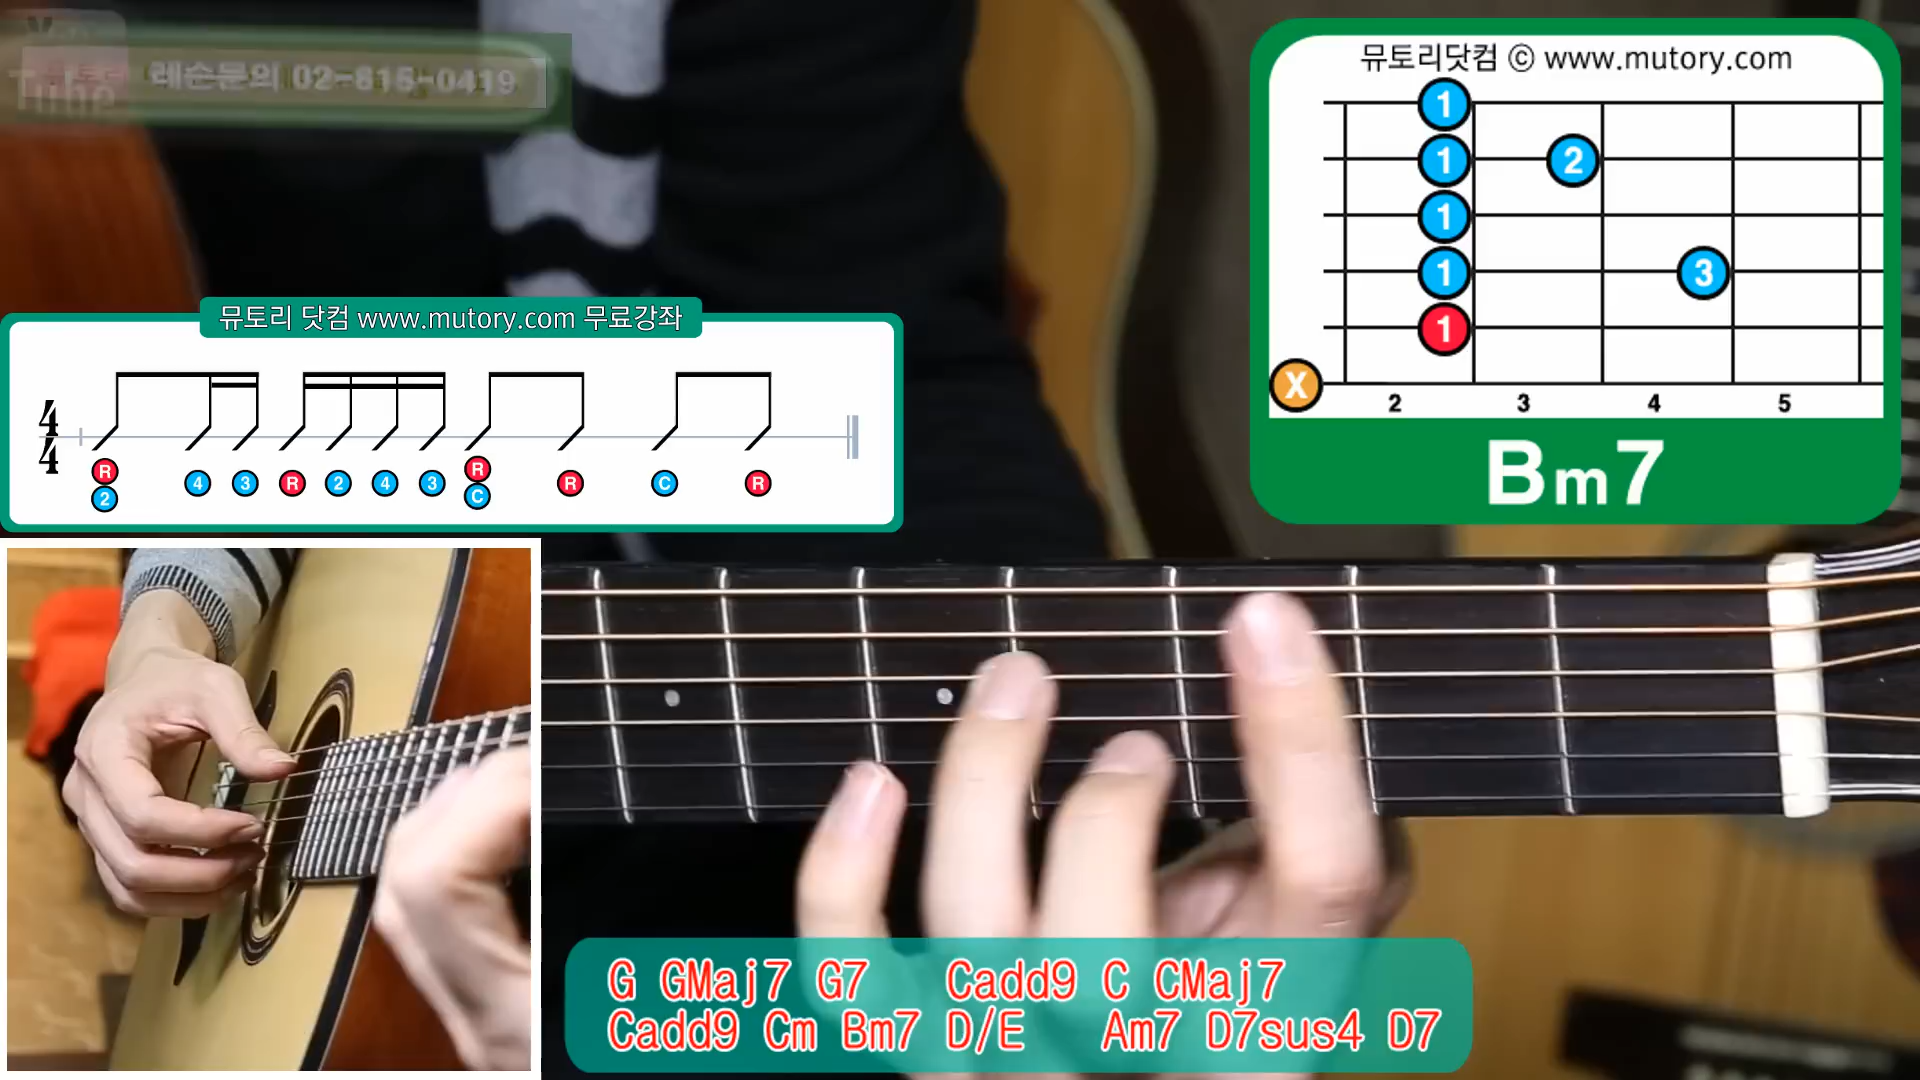 레슨문의 02-815-0419
뮤토리닷컴 © www.mutory.com
1
1 2
1
1 3
1
X
2 3 4 5
Bm7
뮤토리 닷컴 www.mutory.com 무료강좌
4
4
R R
2 4 3 R 2 4 3 C R C R
G GMaj7 G7 Cadd9 C CMaj7
Cadd9 Cm Bm7 D/E Am7 D7sus4 D7